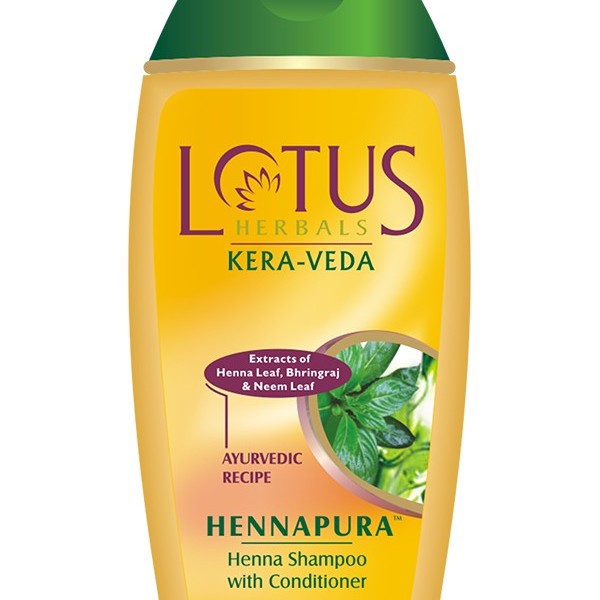 LOTUS
HERBALS
KERA-VEDA
Extracts of
Henna Leaf, Bhringraj
& Neem Leaf
AYURVEDIC
RECIPE
HENNAPURA™
Henna Shampoo
with Conditioner